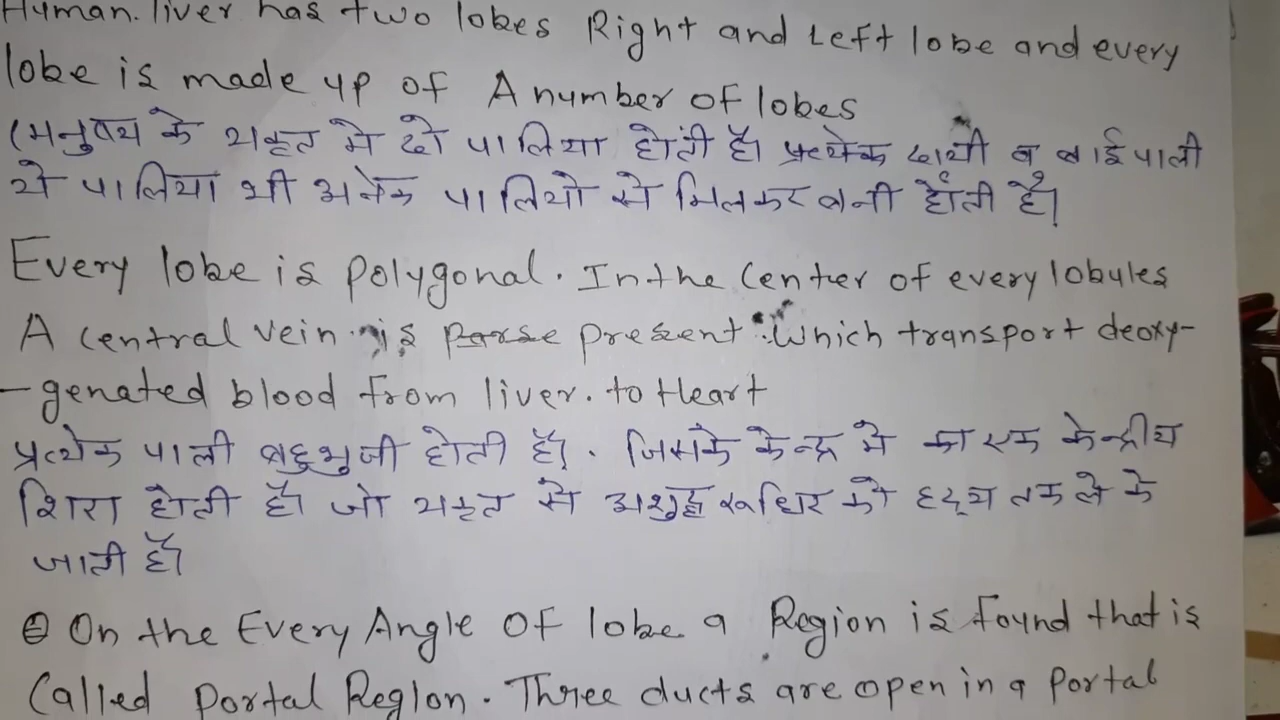 Human liver has two lobes Right and Left lobe and every
lobe is made up of A number of lobes
(मनुष्य के यकृत मे दो पालिया होतीं है। प्रत्येक दायी व बाई पाली
ये पालिया भी अनेक पालियो से मिलकर बनी होती है।
Every lobe is Polygonal. In the Center of every lobules
A central vein is present. Which transport deoxy-
-genated blood from liver. to Heart
प्रत्येक पाली बहुभुजी होती है। . जिसके केन्द्र मे का एक केन्द्रीय
शिरा होती है। जो यकृत से अशुद्ध रूधिर को हृदय तक ले के
जाती है।
⊖ On the Every Angle OF lobe a Region is found that is
Called Portal Region. Three ducts are open in a Portal